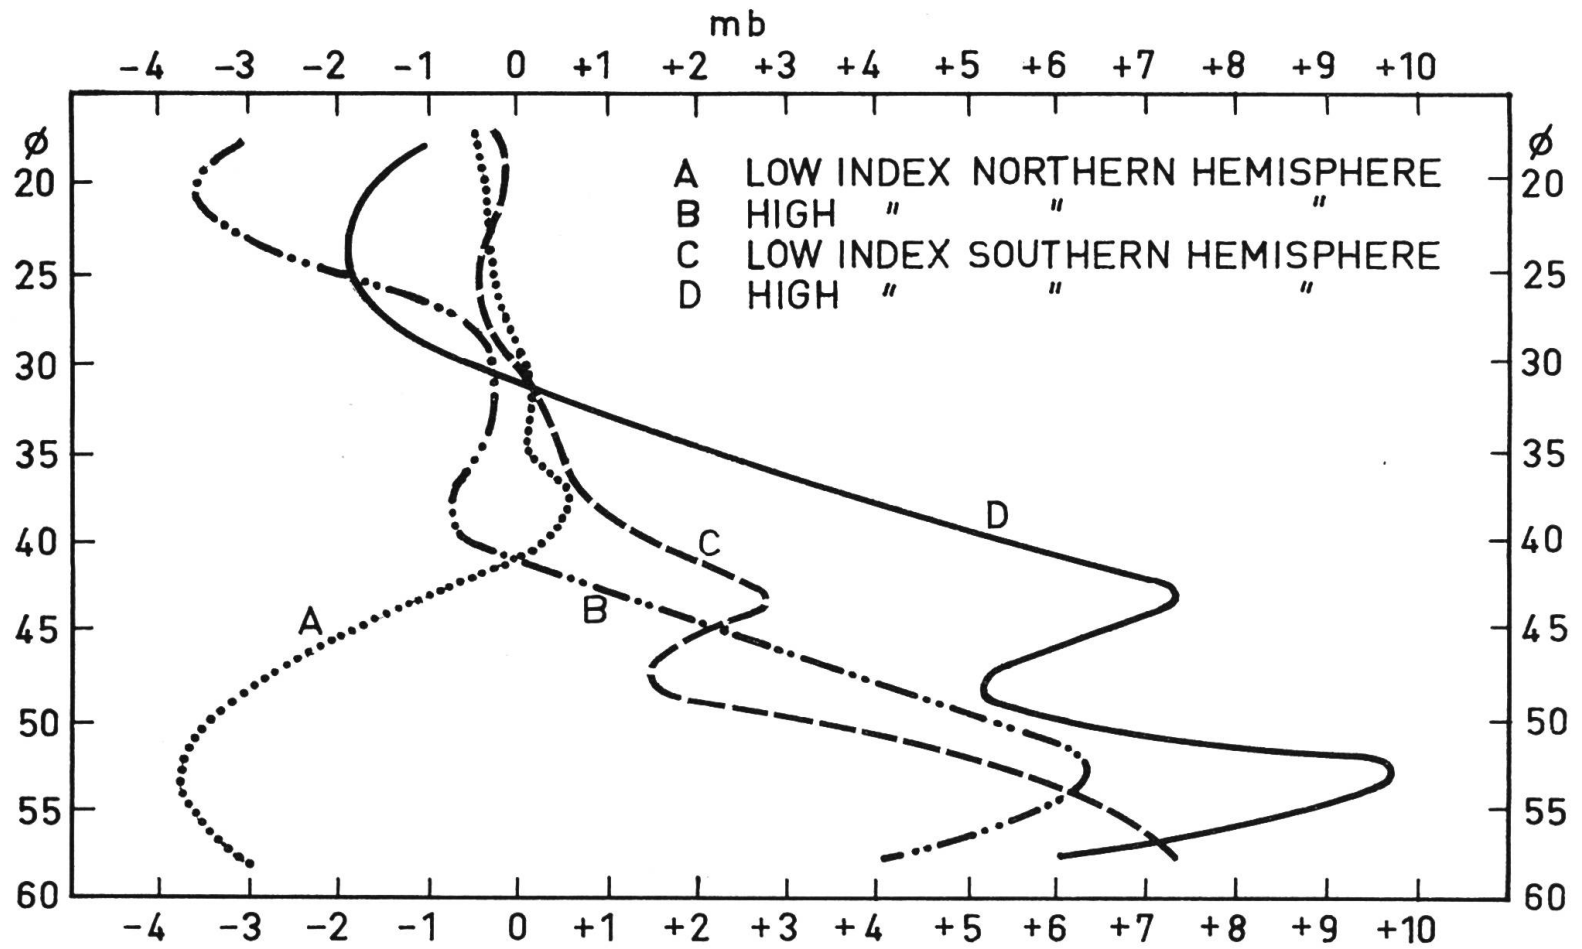 mb
-4 -3 -2 -1 0 +1 +2 +3 +4 +5 +6 +7 +8 +9 +10
ø ø
A LOW INDEX NORTHERN HEMISPHERE
20 20
B HIGH " " "
C LOW INDEX SOUTHERN HEMISPHERE
25 25
D HIGH " " "
30 30
35 35
D
40 C 40
B
A
45 45
50 50
55 55
60 60
-4 -3 -2 -1 0 +1 +2 +3 +4 +5 +6 +7 +8 +9 +10